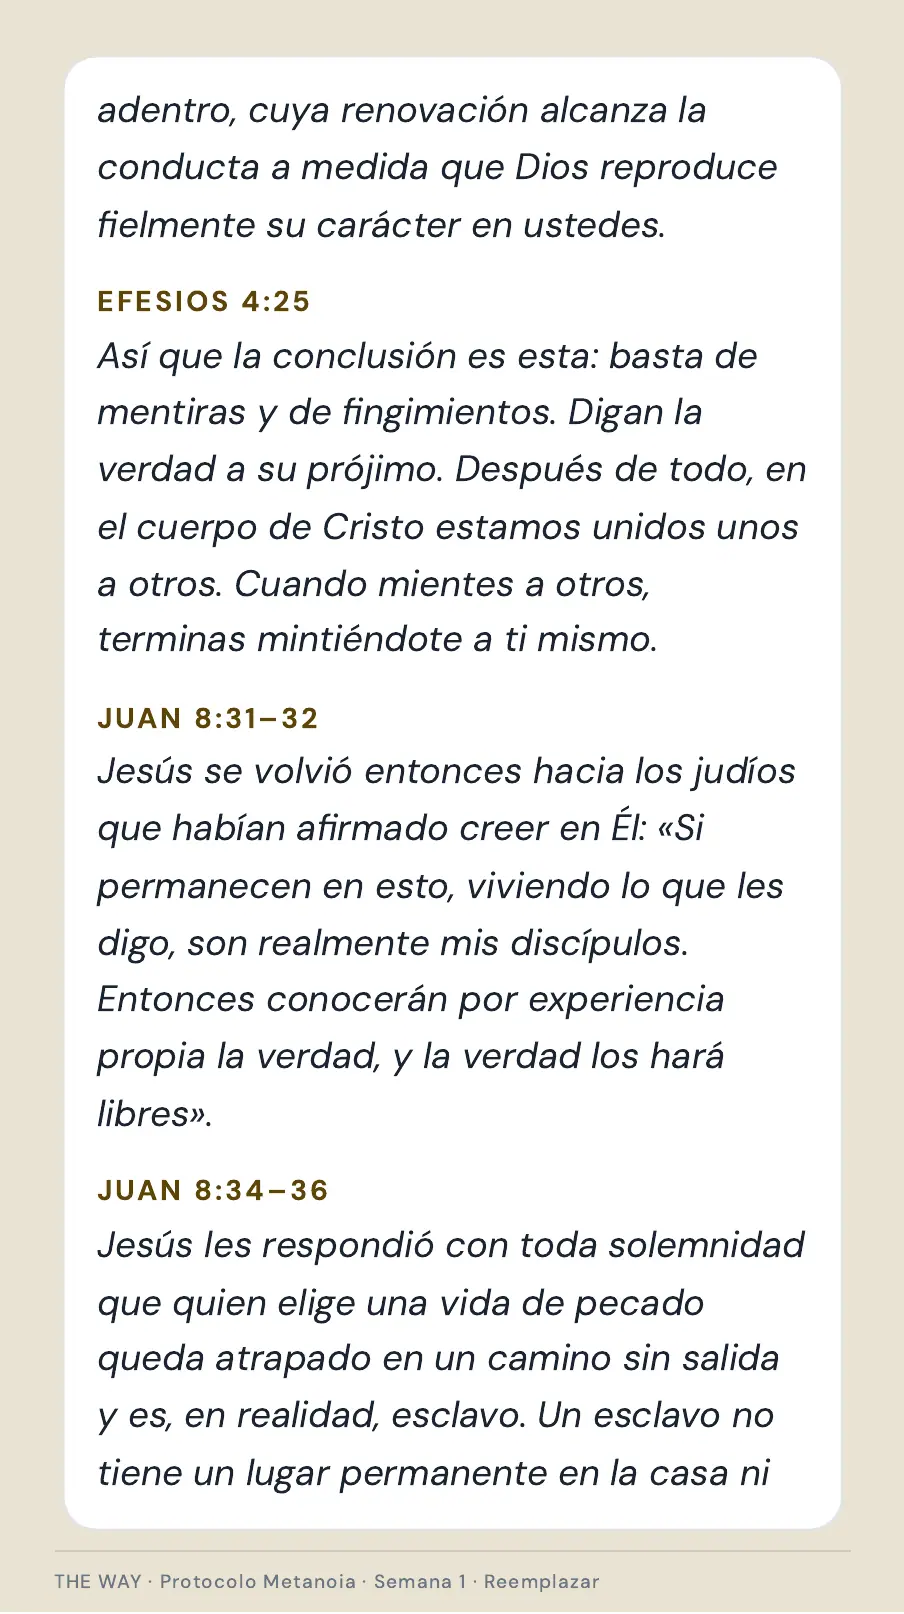 adentro, cuya renovación alcanza la
conducta a medida que Dios reproduce
fielmente su carácter en ustedes.
EFESIOS 4:25
Así que la conclusión es esta: basta de
mentiras y de fingimientos. Digan la
verdad a su prójimo. Después de todo, en
el cuerpo de Cristo estamos unidos unos
a otros. Cuando mientes a otros,
terminas mintiéndote a ti mismo.
JUAN 8:31–32
Jesús se volvió entonces hacia los judíos
que habían afirmado creer en Él: «Si
permanecen en esto, viviendo lo que les
digo, son realmente mis discípulos.
Entonces conocerán por experiencia
propia la verdad, y la verdad los hará
libres».
JUAN 8:34–36
Jesús les respondió con toda solemnidad
que quien elige una vida de pecado
queda atrapado en un camino sin salida
y es, en realidad, esclavo. Un esclavo no
tiene un lugar permanente en la casa ni
THE WAY · Protocolo Metanoia · Semana 1 · Reemplazar